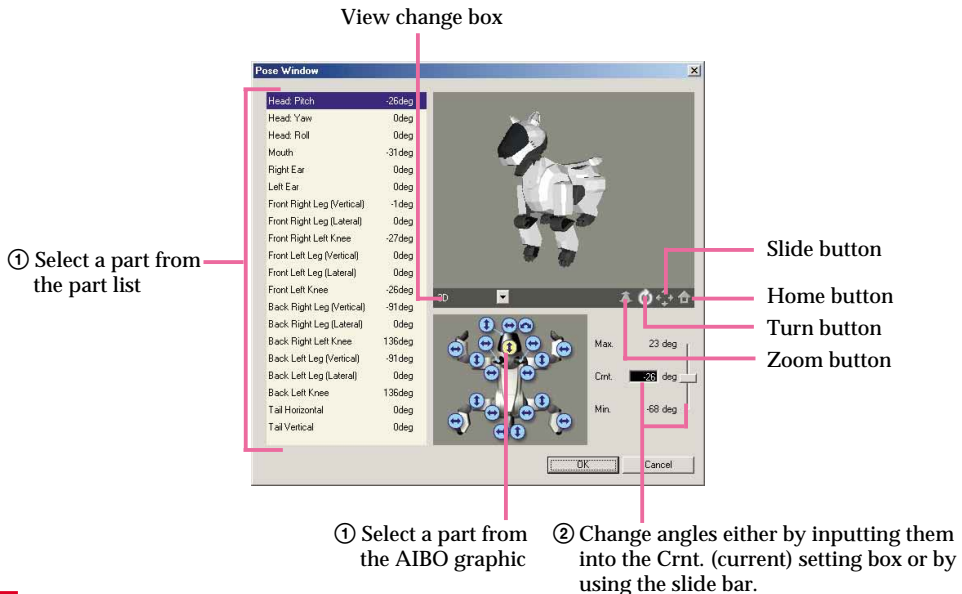 View change box
Pose Window
Head: Pitch -26deg
Head: Yaw 0deg
Head: Roll 0deg
Mouth -31deg
Right Ear 0deg
Left Ear 0deg
Front Right Leg (Vertical) -1deg
Front Right Leg (Lateral) 0deg
Front Right Left Knee -27deg
Front Left Leg (Vertical) 0deg
Front Left Leg (Lateral) 0deg
Front Left Knee -26deg
Back Right Leg (Vertical) -91deg
Back Right Leg (Lateral) 0deg
Back Right Left Knee 136deg
Back Left Leg (Vertical) -91deg
Back Left Leg (Lateral) 0deg
Back Left Knee 136deg
Tail Horizontal 0deg
Tail Vertical 0deg
① Select a part from
the part list
3D
Slide button
Home button
Turn button
Zoom button
Max. 23 deg
Crnt. -26 deg
Min. -68 deg
OK
Cancel
① Select a part from
the AIBO graphic
② Change angles either by inputting them
into the Crnt. (current) setting box or by
using the slide bar.